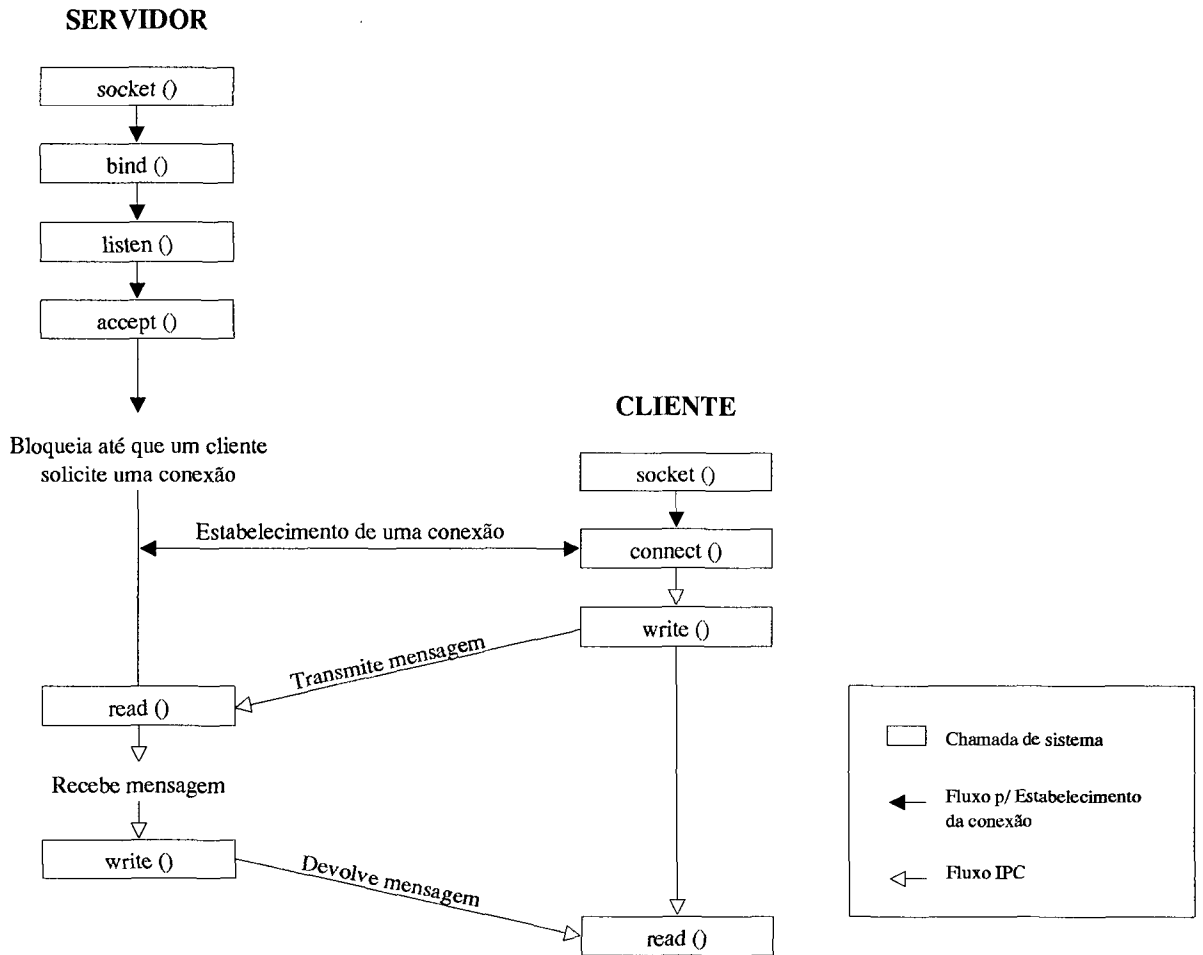 SERVIDOR
socket ()
bind ()
listen ()
accept ()
Bloqueia até que um cliente
solicite uma conexão
CLIENTE
socket ()
Estabelecimento de uma conexão
connect ()
write ()
Transmite mensagem
read ()
Recebe mensagem
write ()
Devolve mensagem
read ()
Chamada de sistema
Fluxo p/ Estabelecimento
da conexão
Fluxo IPC